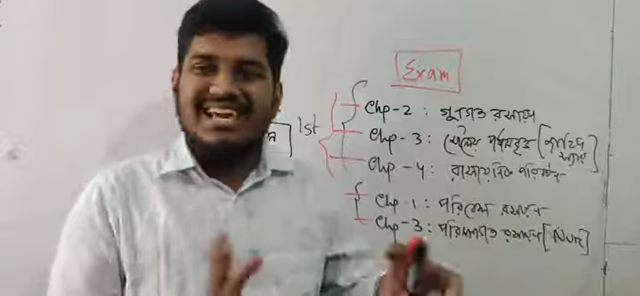 Exam
1st
Chp-2 : গুণগত রসায়ন
Chp-3 : মৌলের পর্যায়বৃত্ত
Chp-4 : রাসায়নিক পরিবর্তন
Chp-1 : পরিবেশ রসায়ন
Chp-3 : পরিমাণগত রসায়ন